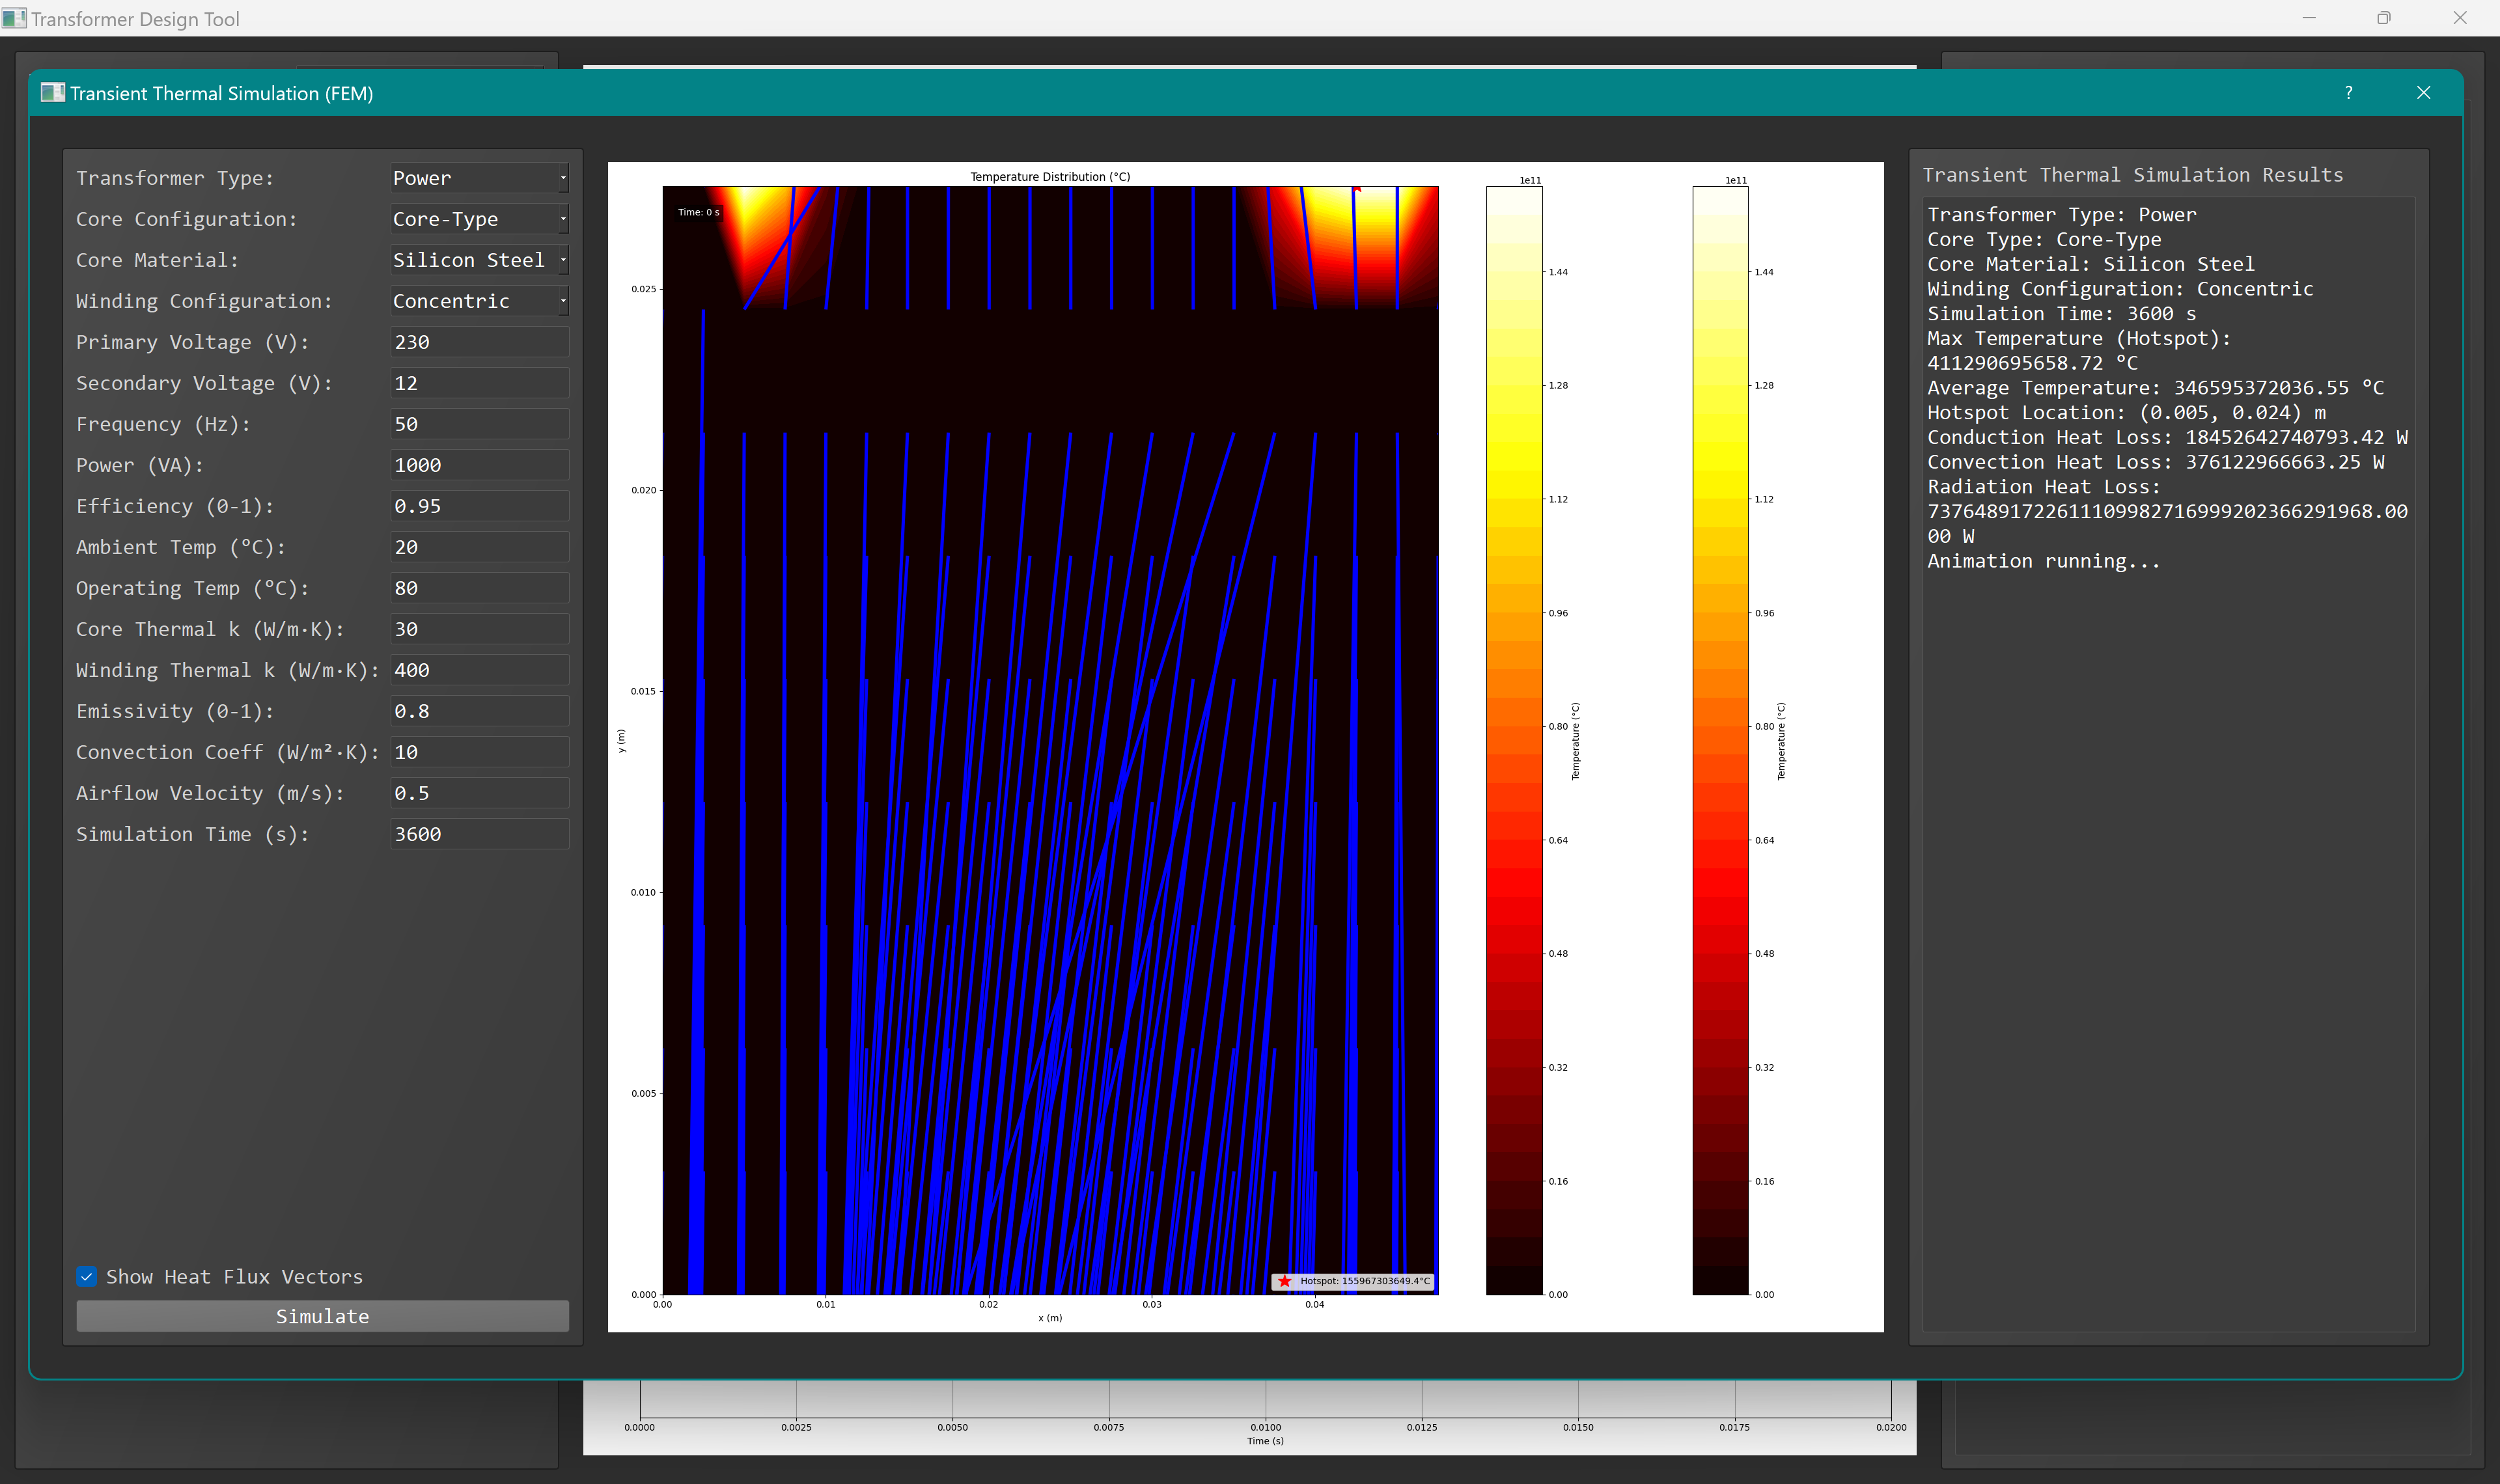 Transformer Design Tool
Transient Thermal Simulation (FEM)
?
Transformer Type: Power
Core Configuration: Core-Type
Core Material: Silicon Steel
Winding Configuration: Concentric
Primary Voltage (V): 230
Secondary Voltage (V): 12
Frequency (Hz): 50
Power (VA): 1000
Efficiency (0-1): 0.95
Ambient Temp (°C): 20
Operating Temp (°C): 80
Core Thermal k (W/m·K): 30
Winding Thermal k (W/m·K): 400
Emissivity (0-1): 0.8
Convection Coeff (W/m²·K): 10
Airflow Velocity (m/s): 0.5
Simulation Time (s): 3600
Show Heat Flux Vectors
Simulate
Temperature Distribution (°C)
Time: 0 s
0.025
0.020
0.015
0.010
0.005
0.000
y (m)
0.00 0.01 0.02 0.03 0.04
x (m)
Hotspot: 155967303649.4°C
1e11
1.44
1.28
1.12
0.96
0.80
0.64
0.48
0.32
0.16
0.00
Temperature (°C)
1e11
1.44
1.28
1.12
0.96
0.80
0.64
0.48
0.32
0.16
0.00
Temperature (°C)
Transient Thermal Simulation Results
Transformer Type: Power
Core Type: Core-Type
Core Material: Silicon Steel
Winding Configuration: Concentric
Simulation Time: 3600 s
Max Temperature (Hotspot):
411290695658.72 °C
Average Temperature: 346595372036.55 °C
Hotspot Location: (0.005, 0.024) m
Conduction Heat Loss: 18452642740793.42 W
Convection Heat Loss: 376122966663.25 W
Radiation Heat Loss:
7376489172261110998271699920236629196​8.00
00 W
Animation running...
0.0000 0.0025 0.0050 0.0075 0.0100 0.0125 0.0150 0.0175 0.0200
Time (s)